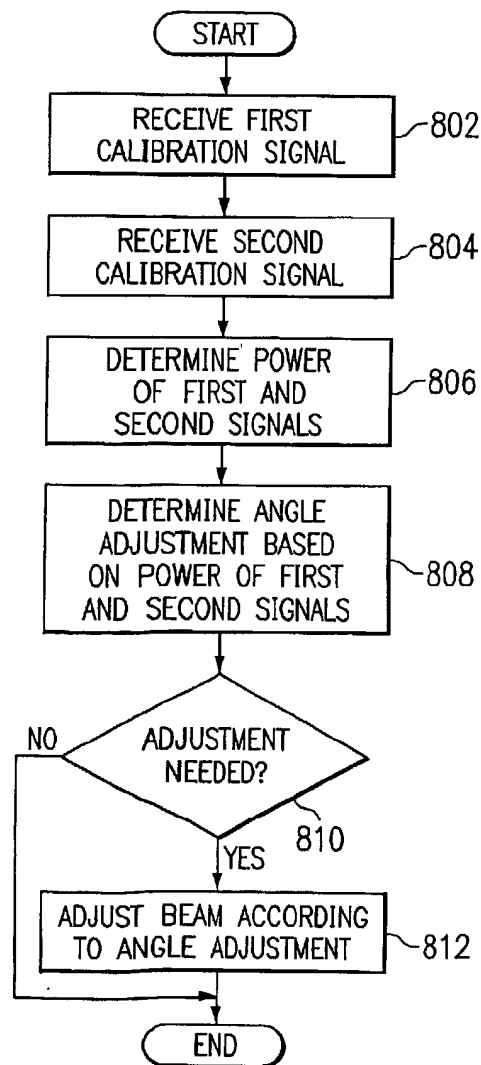 START
RECEIVE FIRST
CALIBRATION SIGNAL
802
RECEIVE SECOND
CALIBRATION SIGNAL
804
DETERMINE POWER
OF FIRST AND
SECOND SIGNALS
806
DETERMINE ANGLE
ADJUSTMENT BASED
ON POWER OF FIRST
AND SECOND SIGNALS
808
NO
ADJUSTMENT
NEEDED?
810
YES
ADJUST BEAM ACCORDING
TO ANGLE ADJUSTMENT
812
END